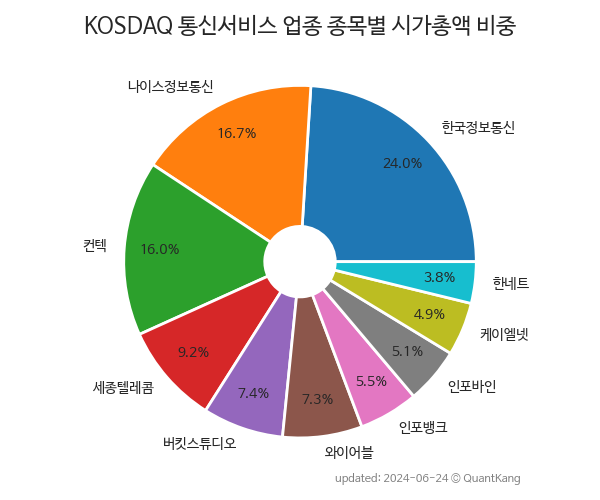 KOSDAQ 통신서비스 업종 종목별 시가총액 비중
나이스정보통신
한국정보통신
16.7%
24.0%
컨텍
16.0%
3.8%
한네트
4.9%
케이엘넷
9.2%
5.1%
세종텔레콤
7.4%
7.3%
5.5%
인포바인
버킷스튜디오
와이어블
인포뱅크
updated: 2024-06-24 © QuantKang